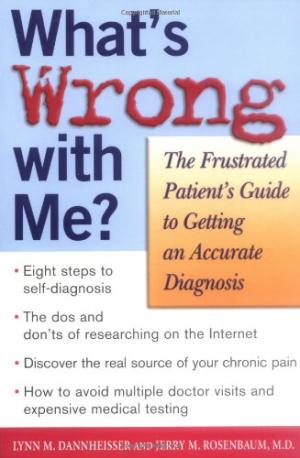 Copyrighted Material
What's
Wrong
with
Me?
The Frustrated
Patient's Guide
to Getting
an Accurate
Diagnosis
• Eight steps to
self-diagnosis
• The dos and
don'ts of researching on the Internet
• Discover the real source of your chronic pain
• How to avoid multiple doctor visits and
expensive medical testing
LYNN M. DANNHEISSER AND JERRY M. ROSENBAUM, M.D.